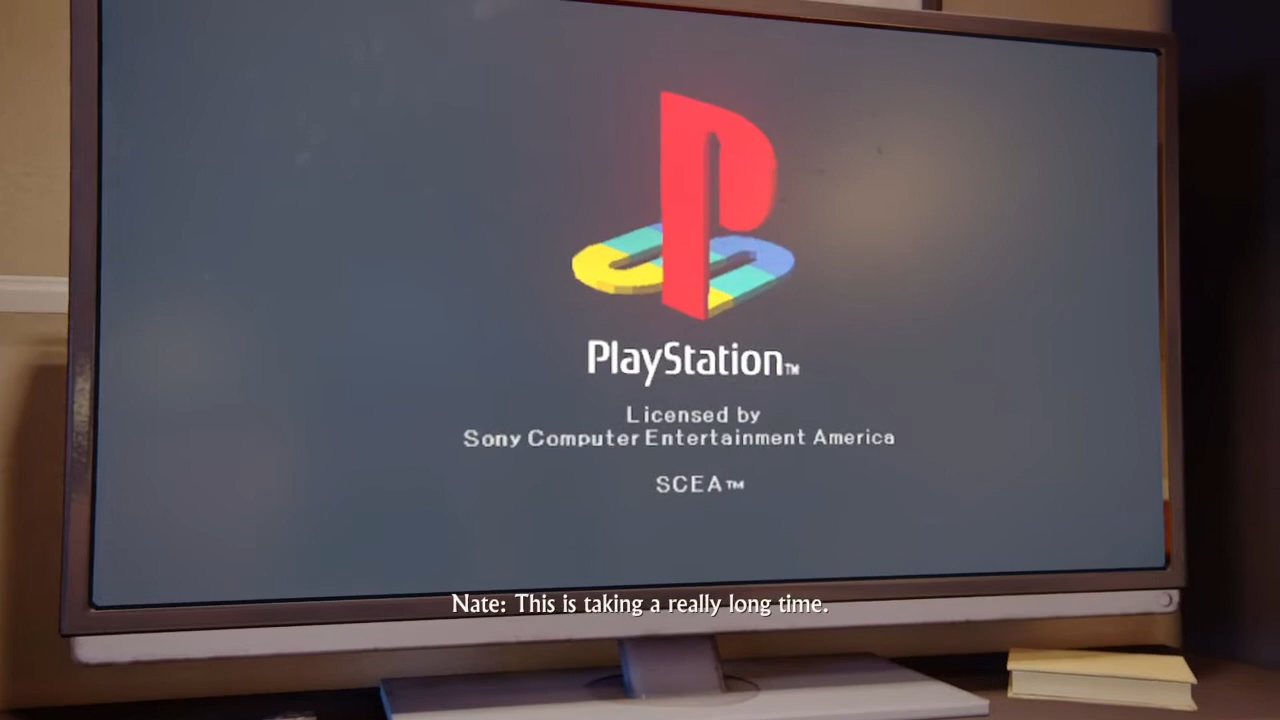 PlayStation™
Licensed by
Sony Computer Entertainment America
SCEA™
Nate: This is taking a really long time.